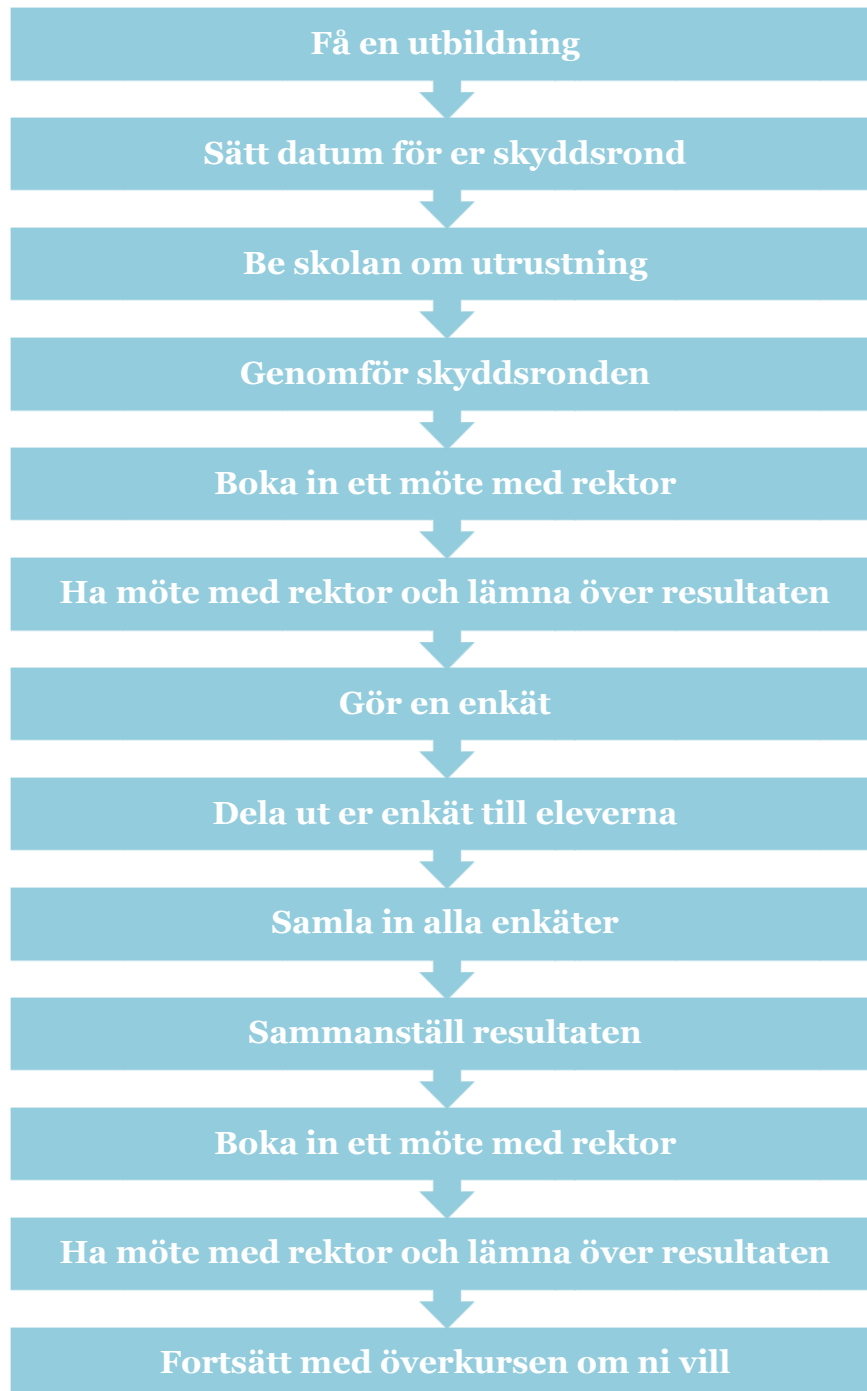 Få en utbildning
Sätt datum för er skyddsrond
Be skolan om utrustning
Genomför skyddsronden
Boka in ett möte med rektor
Ha möte med rektor och lämna över resultaten
Gör en enkät
Dela ut er enkät till eleverna
Samla in alla enkäter
Sammanställ resultaten
Boka in ett möte med rektor
Ha möte med rektor och lämna över resultaten
Fortsätt med överkursen om ni vill